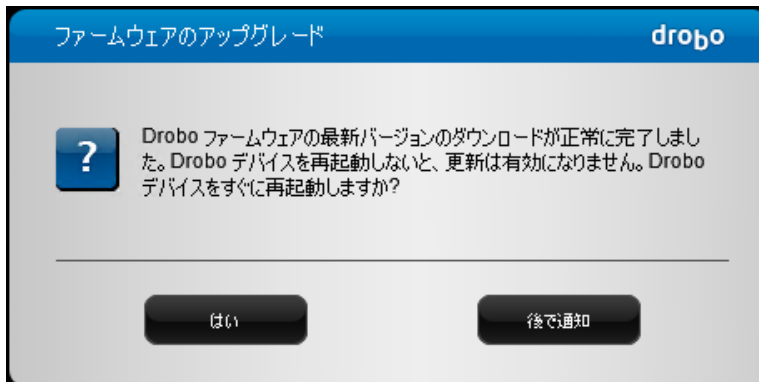 ファームウェアのアップグレード
drobo
Drobo ファームウェアの最新バージョンのダウンロードが正常に完了しまし
た。Drobo デバイスを再起動しないと、更新は有効になりません。Drobo
デバイスをすぐに再起動しますか?
?
はい
後で通知